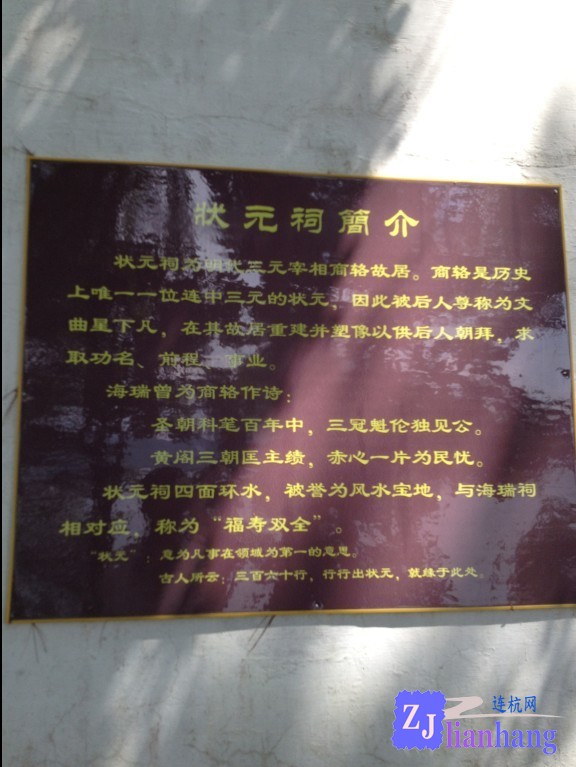 状元祠簡介
状元祠为明代三元宰相商辂故居。商辂是历史
上唯一一位连中三元的状元，因此被后人尊称为文
曲星下凡，在其故居重建并塑像以供后人朝拜，求
取功名、前程、事业。
海瑞曾为商辂作诗：
圣朝科笔百年中，三冠魁伦独见公。
黄阁三朝匡主绩，赤心一片为民忧。
状元祠四面环水，被誉为风水宝地，与海瑞祠
相对应，称为“福寿双全”。
“状元”：意为凡事在领域为第一的意思。
古人所云：三百六十行，行行出状元，就缘于此处。
连杭网
ZJ lianhang